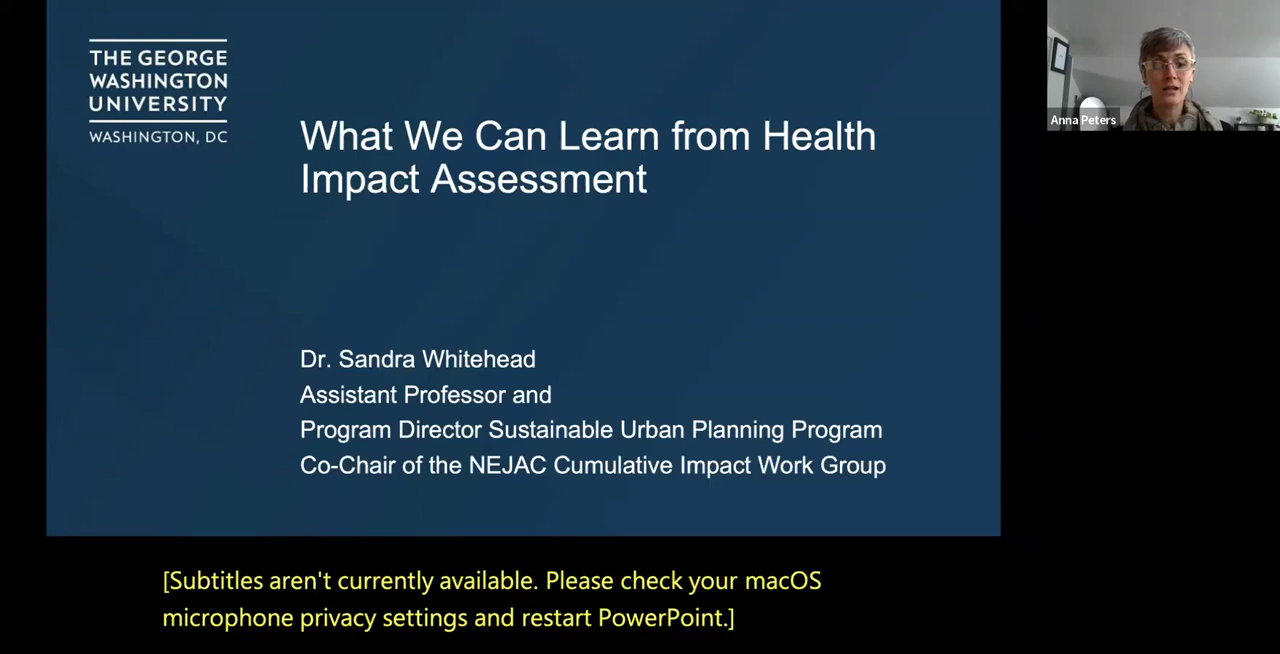 THE GEORGE
WASHINGTON
UNIVERSITY
WASHINGTON, DC
What We Can Learn from Health
Impact Assessment
Dr. Sandra Whitehead
Assistant Professor and
Program Director Sustainable Urban Planning Program
Co-Chair of the NEJAC Cumulative Impact Work Group
Anna Peters
[Subtitles aren't currently available. Please check your macOS
microphone privacy settings and restart PowerPoint.]